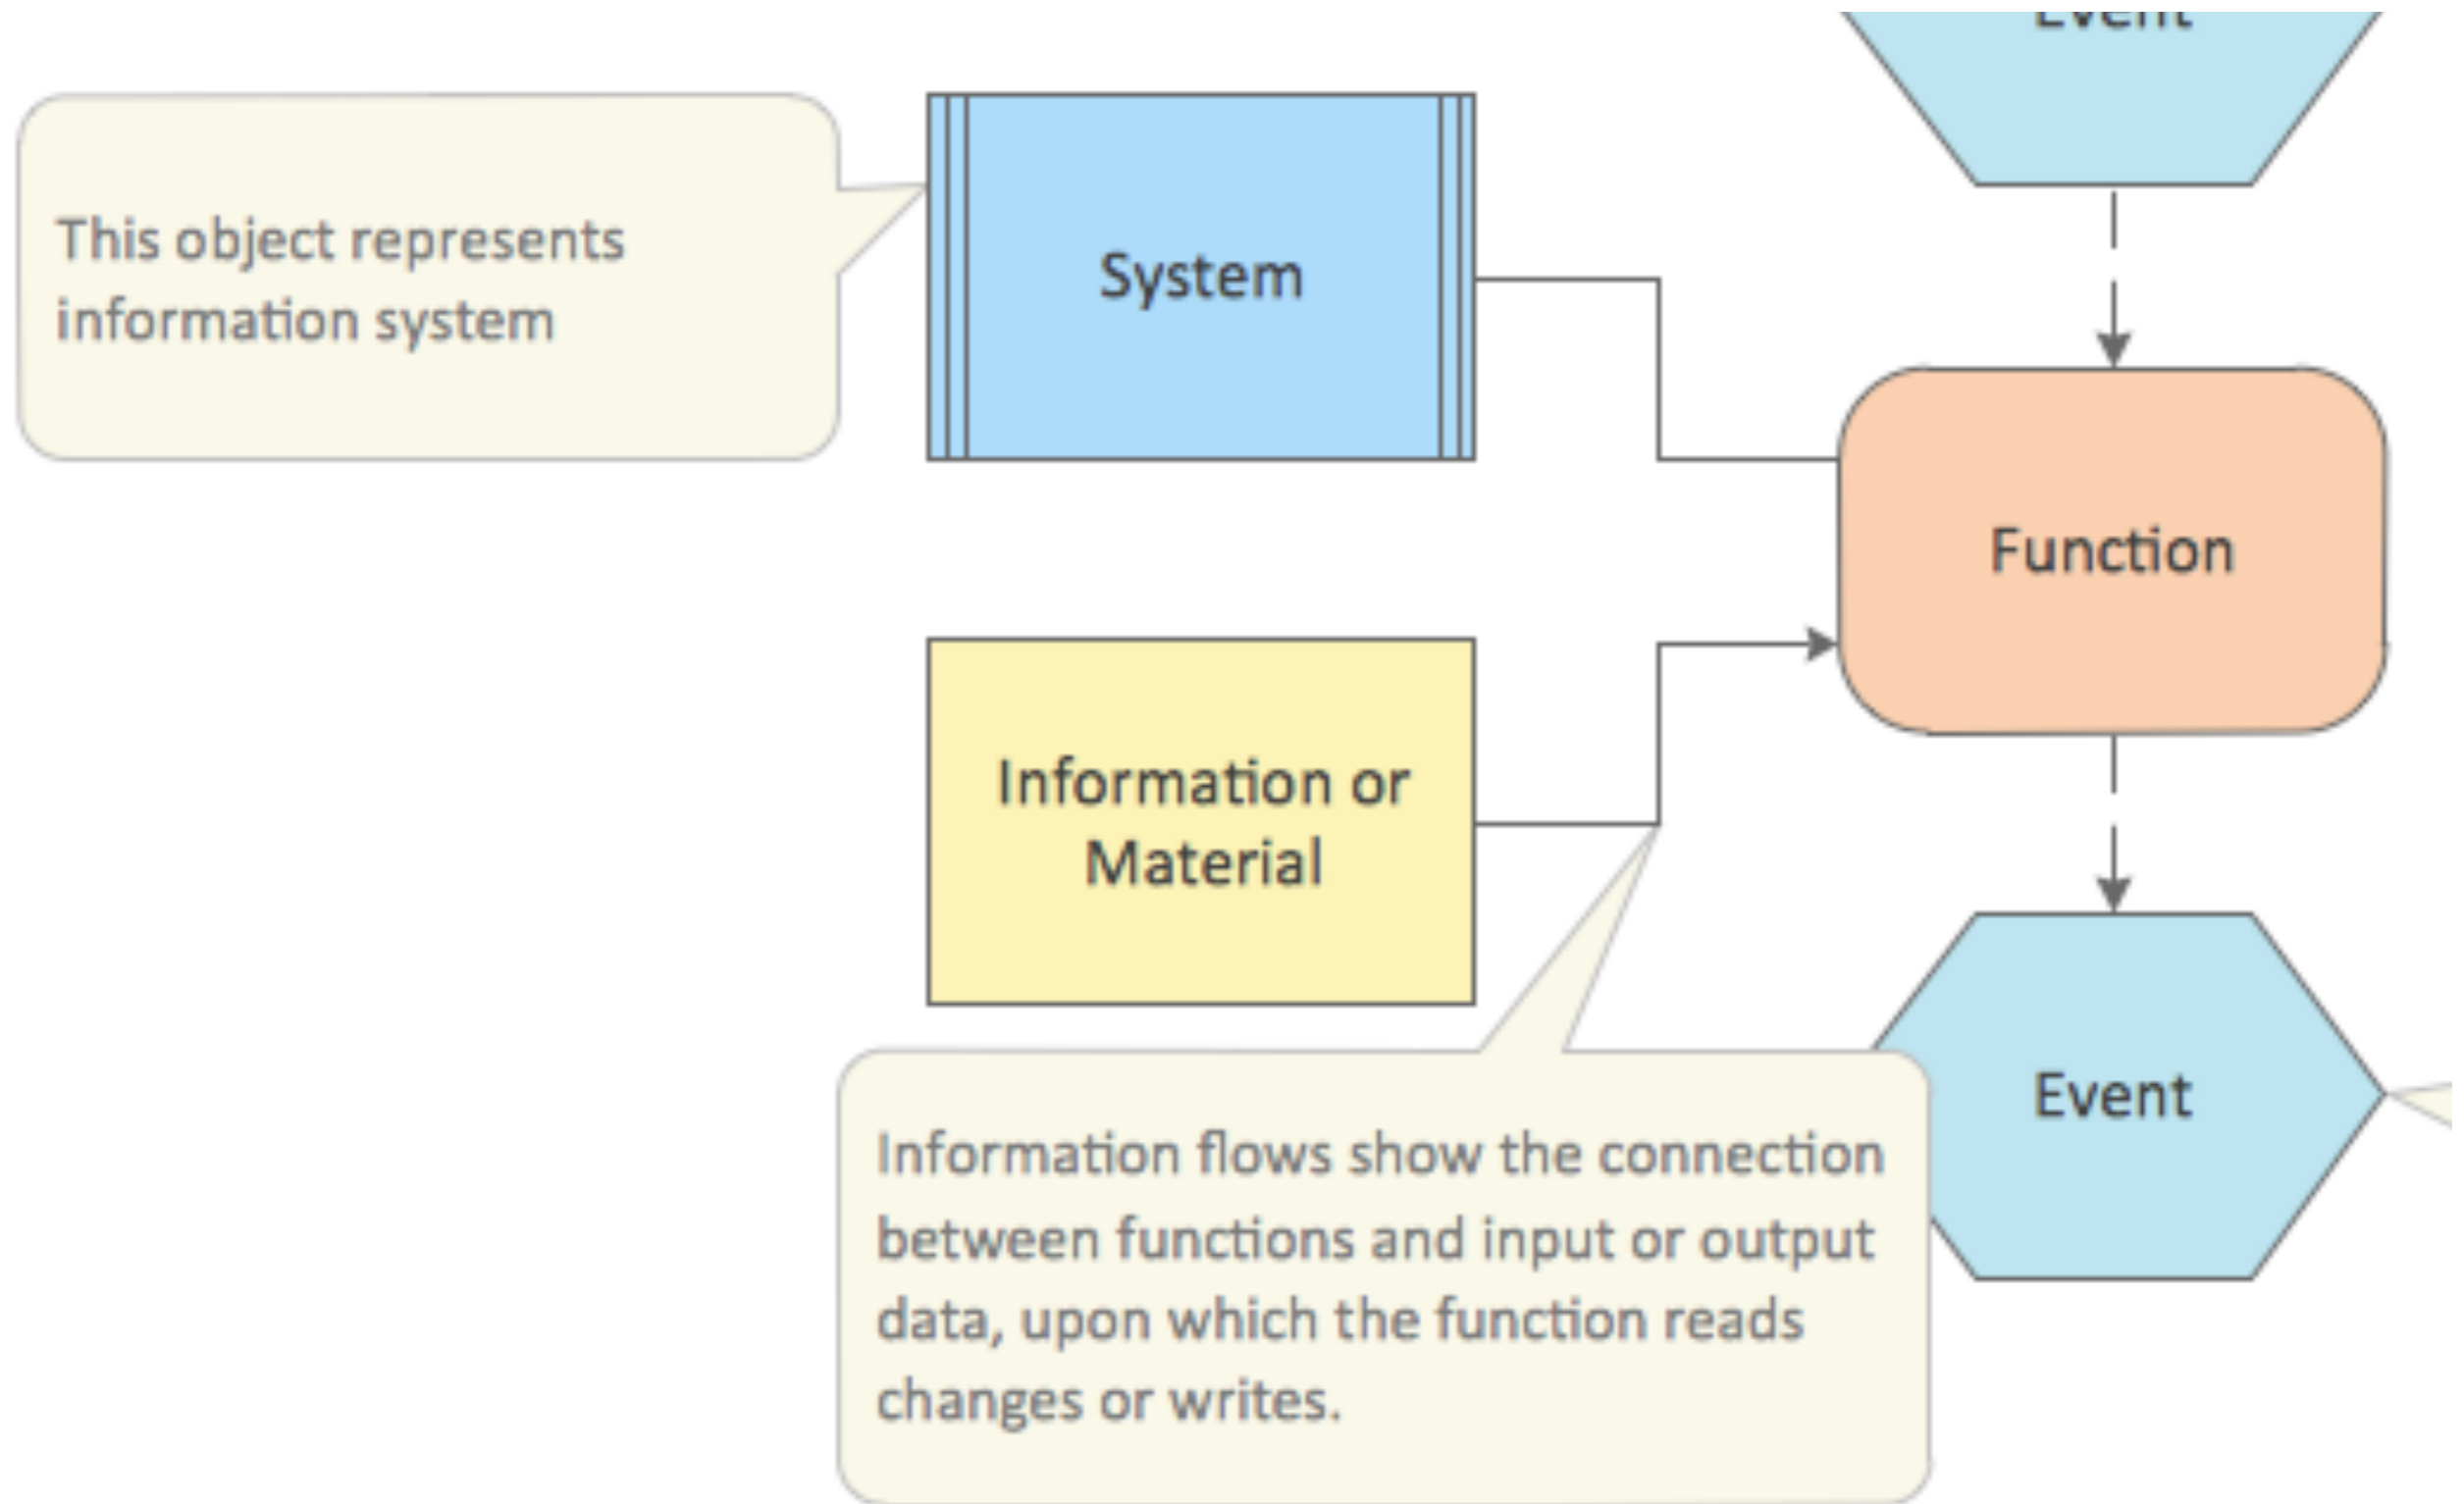 Event
This object represents
information system
System
Function
Information or
Material
Event
Information flows show the connection
between functions and input or output
data, upon which the function reads
changes or writes.